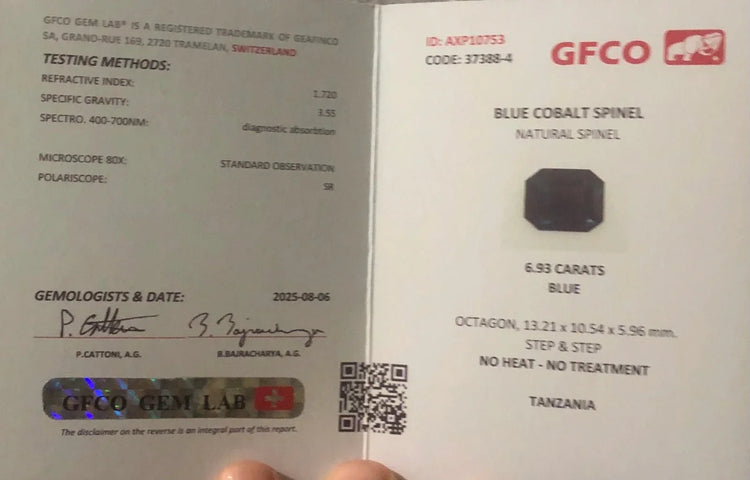 GFCO GEM LAB® IS A REGISTERED TRADEMARK OF GEAFINCO
SA, GRAND-RUE 169, 2720 TRAMELAN, SWITZERLAND
TESTING METHODS:
REFRACTIVE INDEX: 1.720
SPECIFIC GRAVITY: 3.55
SPECTRO. 400-700NM: diagnostic absorbtion
MICROSCOPE 80X: STANDARD OBSERVATION
POLARISCOPE: SR
GEMOLOGISTS & DATE: 2025-08-06
P.CATTONI, A.G. B.BAJRACHARYA, A.G.
GFCO GEM LAB
The disclaimer on the reverse is an integral part of this report.
ID: AXP10753
CODE: 37388-4
GFCO
BLUE COBALT SPINEL
NATURAL SPINEL
6.93 CARATS
BLUE
OCTAGON, 13.21 x 10.54 x 5.96 mm.
STEP & STEP
NO HEAT - NO TREATMENT
TANZANIA